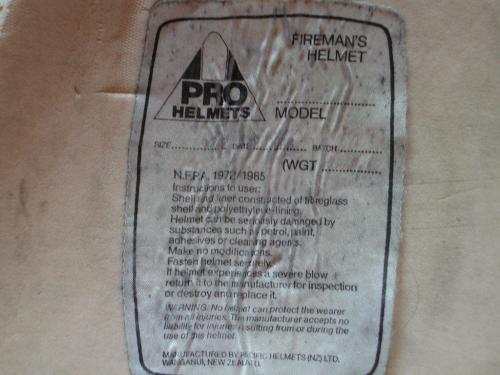 FIREMAN'S
HELMET
PRO
HELMETS
MODEL
SIZE ............ DATE ............ BATCH ............
(WGT ............
N.F.P.A. 1972/1985
Instructions to user:
Shell and liner constructed of fibreglass
shell and polyethylene lining.
Helmet can be seriously damaged by
substances such as petrol, paint,
adhesives or cleaning agents.
Make no modifications.
Fasten helmet securely.
If helmet experiences a severe blow
return it to the manufacturer for inspection
or destroy and replace it.
WARNING: No helmet can protect the wearer
from all injuries. The manufacturer accepts no
liability for injuries resulting from or during the
use of this helmet.
MANUFACTURED BY PACIFIC HELMETS (NZ) LTD,
WANGANUI, NEW ZEALAND.